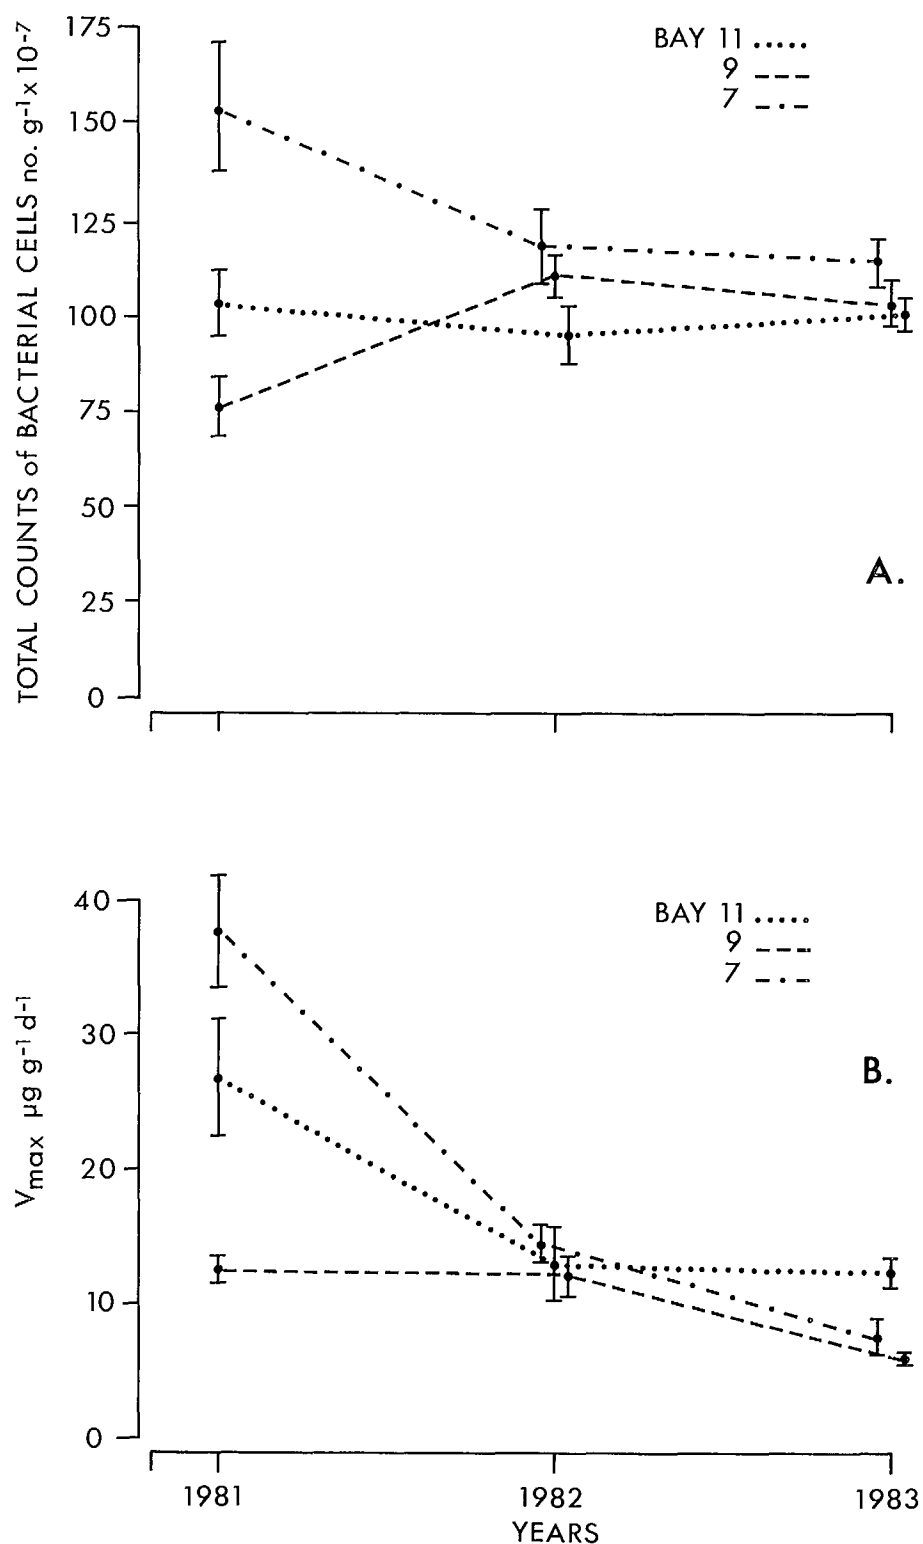 TOTAL COUNTS of BACTERIAL CELLS no. g⁻¹ x 10⁻⁷
175
150
125
100
75
50
25
0
BAY 11
9
7
A.
Vmax µg g⁻¹ d⁻¹
40
30
20
10
0
BAY 11
9
7
B.
1981 1982 1983
YEARS